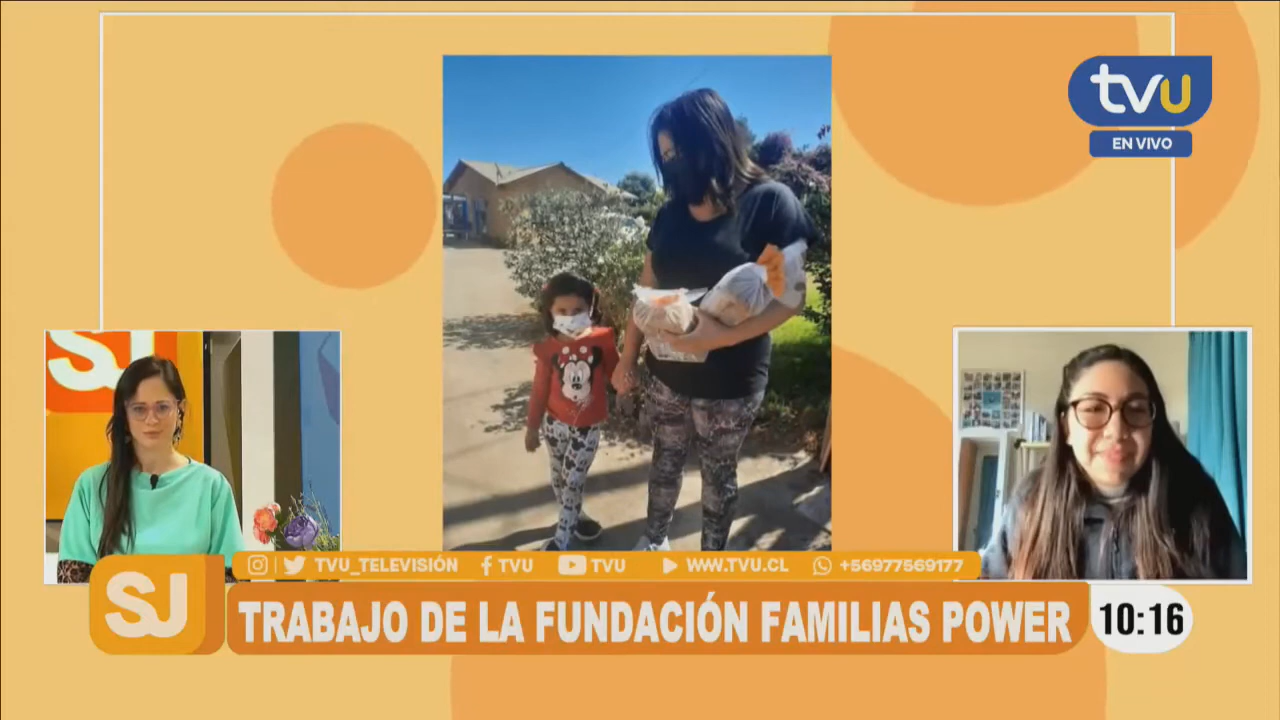 tvu
EN VIVO
SJ
TVU_TELEVISIÓN TVU TVU WWW.TVU.CL +56977569177
SJ
TRABAJO DE LA FUNDACIÓN FAMILIAS POWER
10:16